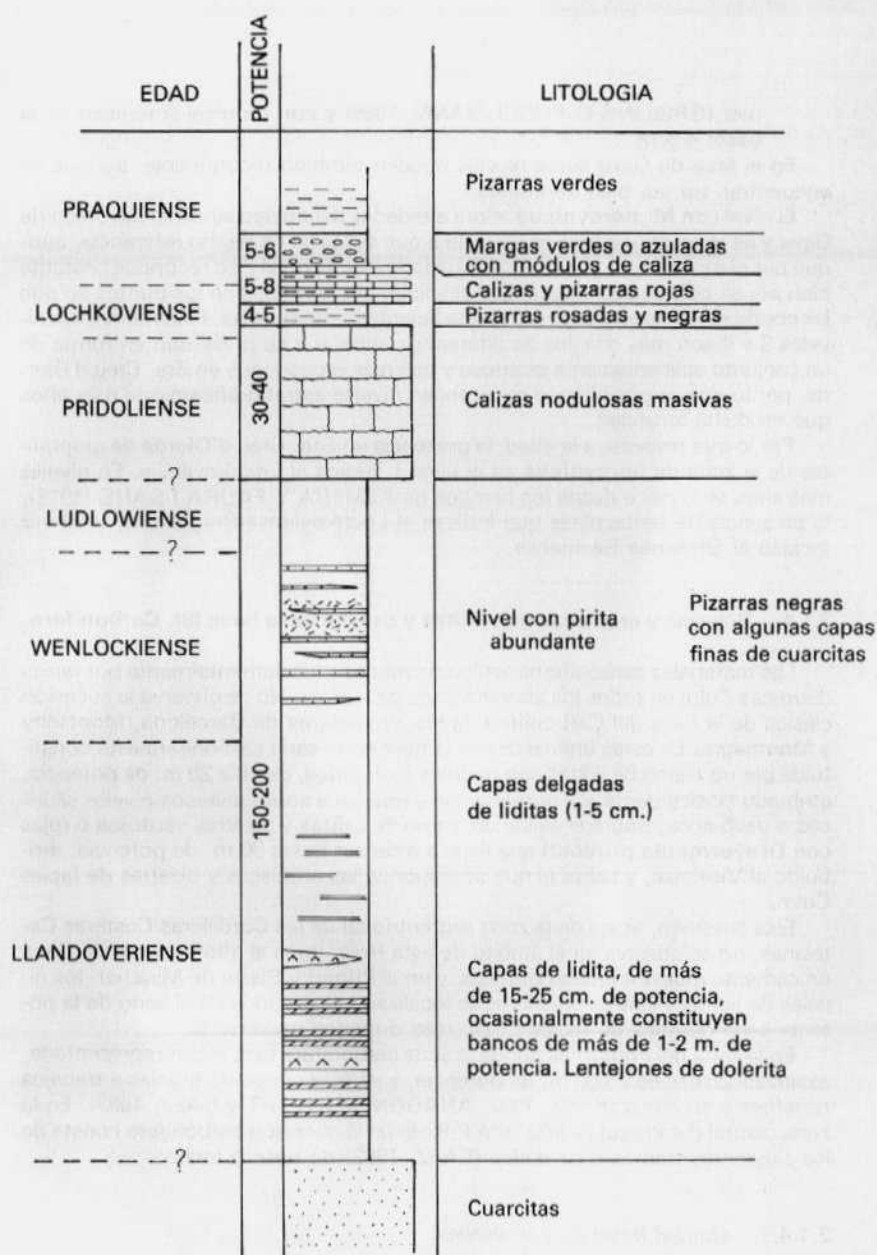 EDAD
POTENCIA
LITOLOGIA
PRAQUIENSE
Pizarras verdes
5-6
Margas verdes o azuladas
con módulos de caliza
5-8
Calizas y pizarras rojas
LOCHKOVIENSE
4-5
Pizarras rosadas y negras
PRIDOLIENSE
30-40
Calizas nodulosas masivas
?
LUDLOWIENSE
?
WENLOCKIENSE
Nivel con pirita
abundante
Pizarras negras
con algunas capas
finas de cuarcitas
150-200
Capas delgadas
de liditas (1-5 cm.)
LLANDOVERIENSE
Capas de lidita, de más
de 15-25 cm. de potencia,
ocasionalmente constituyen
bancos de más de 1-2 m. de
potencia. Lentejones de dolerita
?
Cuarcitas